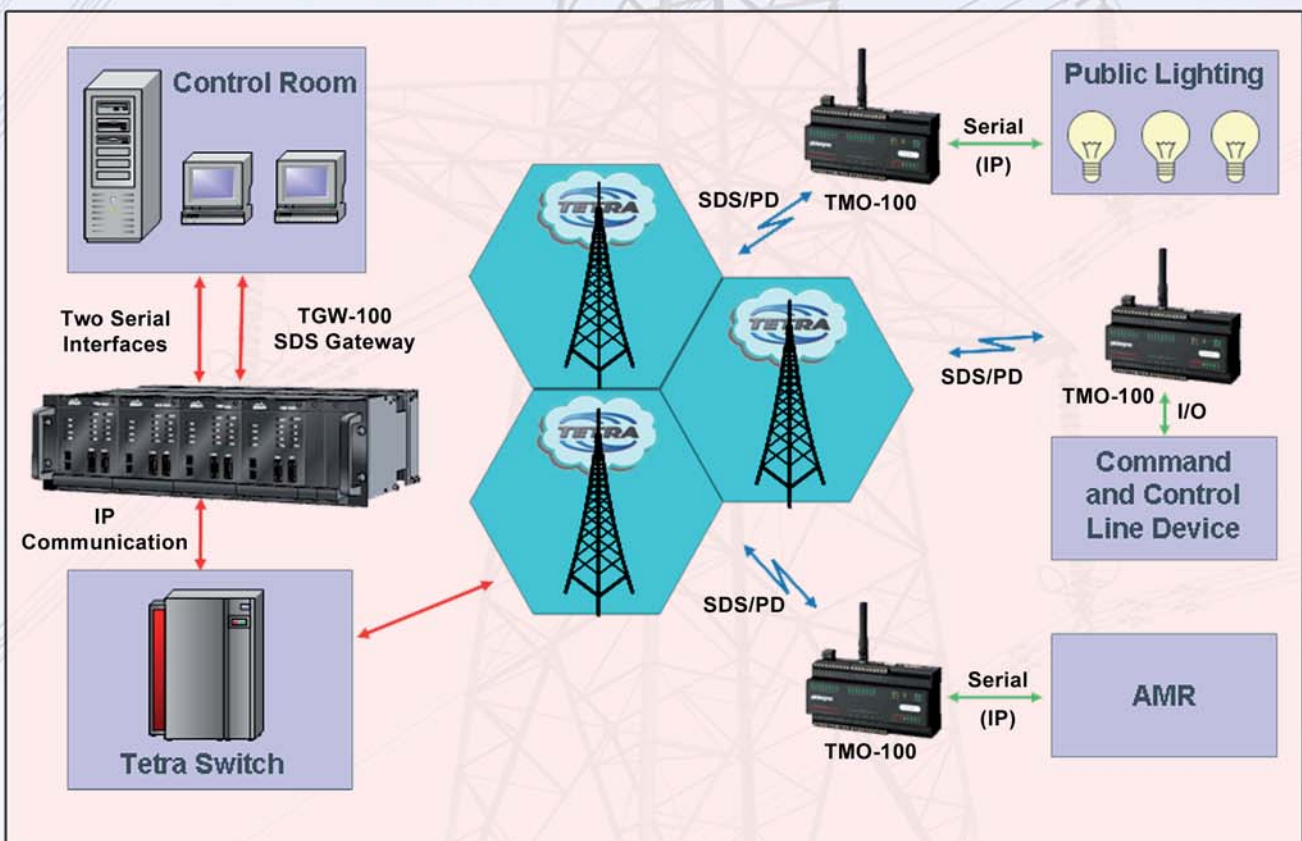 Control Room
Two Serial
Interfaces
TGW-100
SDS Gateway
IP
Communication
Tetra Switch
TETRA
TETRA
TETRA
SDS/PD
TMO-100
Serial
(IP)
Public Lighting
SDS/PD
TMO-100
I/O
Command
and Control
Line Device
SDS/PD
TMO-100
Serial
(IP)
AMR